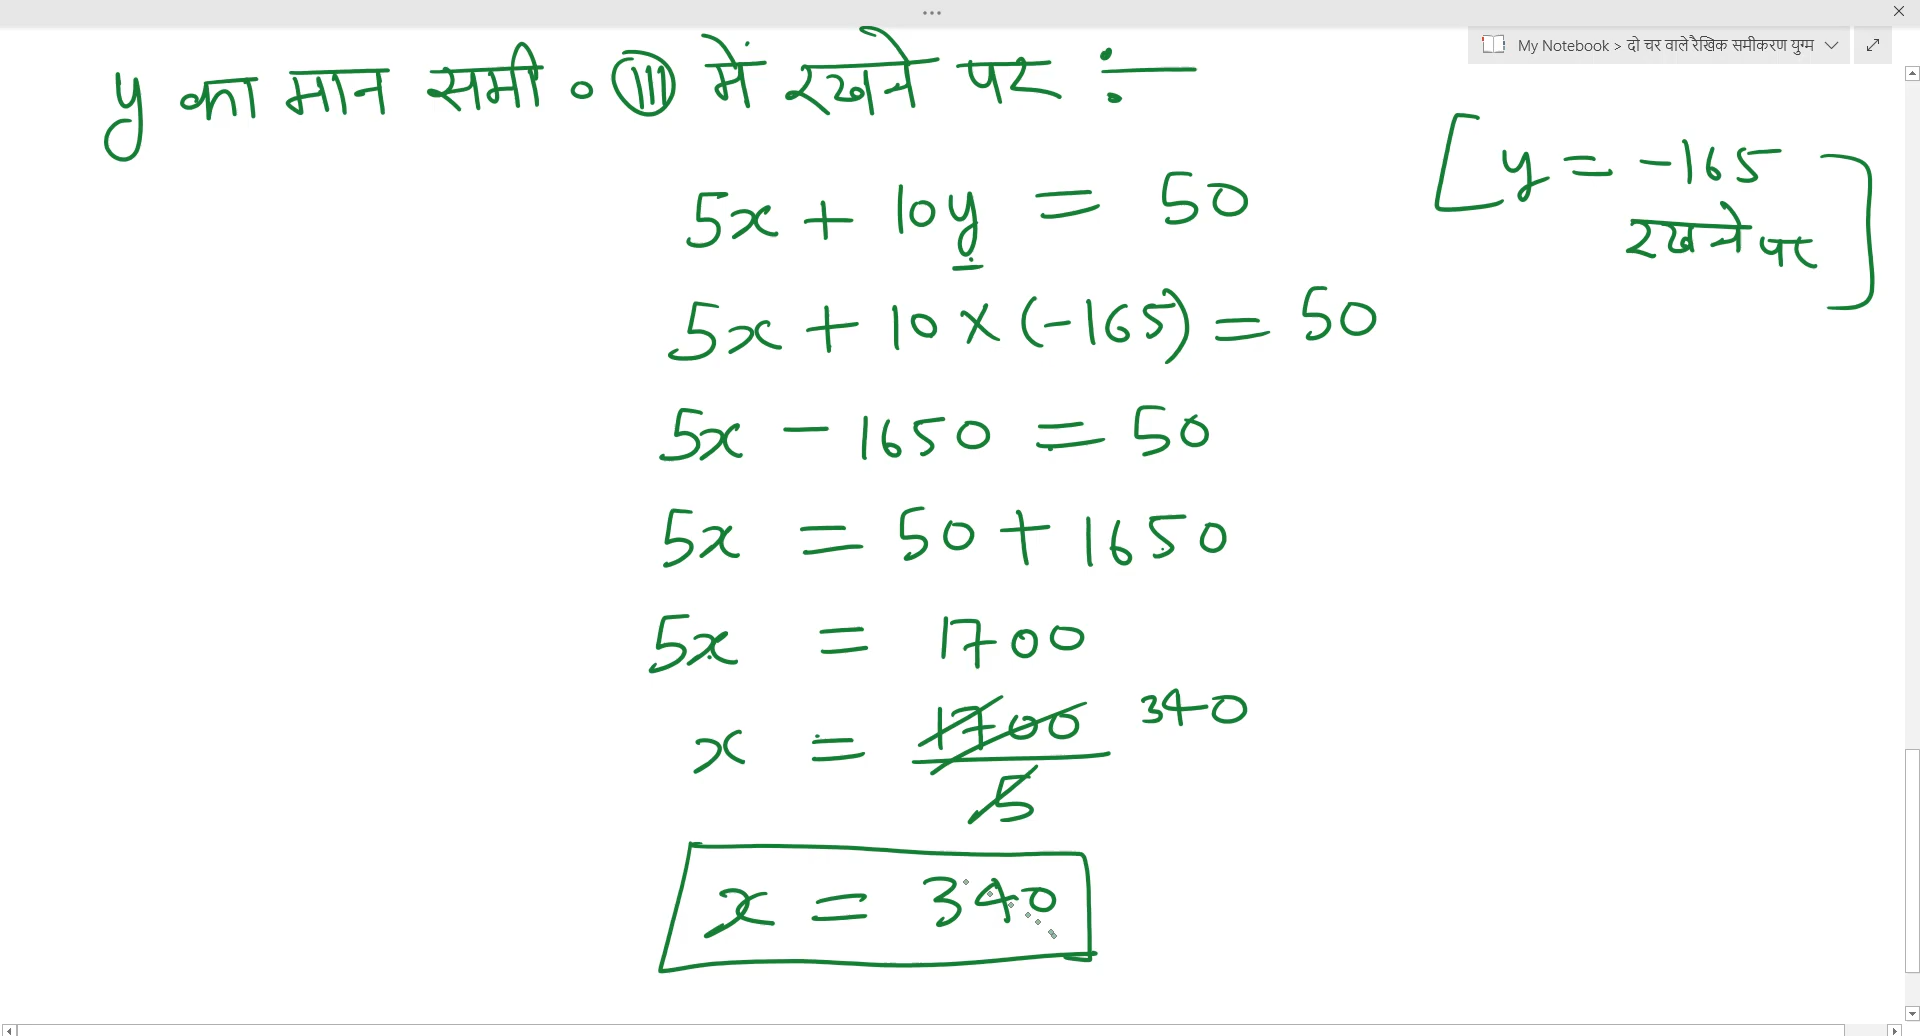 My Notebook > दो चर वाले रैखिक समीकरण युग्म
y का मान समी० (III) में रखने पर :—
[y = -165
रखने पर]
5x + 10y = 50
5x + 10 × (-165) = 50
5x - 1650 = 50
5x = 50 + 1650
5x = 1700
x = 1700/5 340
x = 340